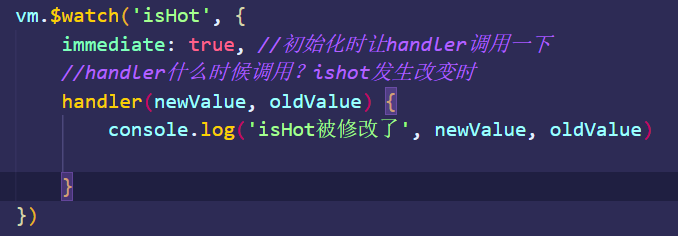 vm.$watch('isHot', {
immediate: true, //初始化时让handler调用一下
//handler什么时候调用？ishot发生改变时
handler(newValue, oldValue) {
console.log('isHot被修改了', newValue, oldValue)
}
})